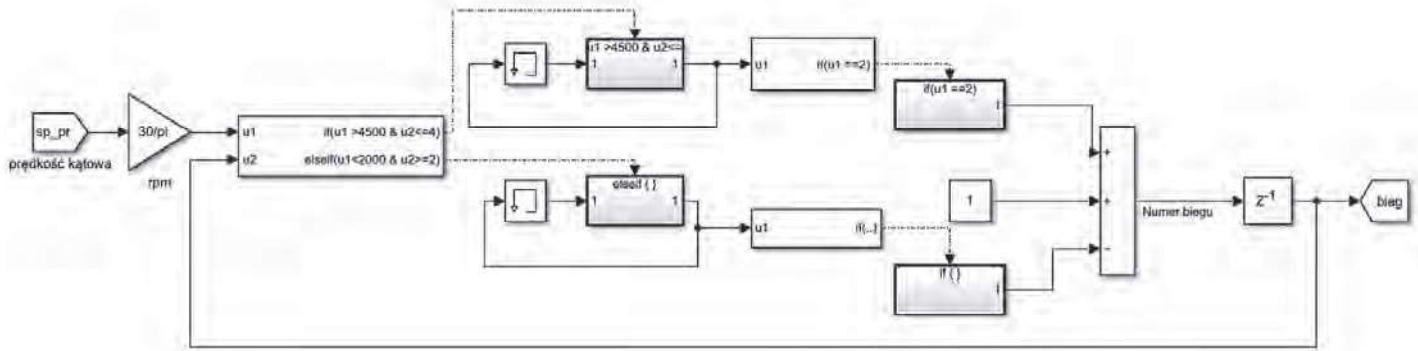 u1 >4500 & u2<=
1 1
u1 if(u1 ==2)
if(u1 ==2)
f
sp_pr
prędkość kątowa
30/pi
rpm
u1 if(u1 >4500 & u2<=4)
u2 elseif(u1<2000 & u2>=2)
elseif { }
1 1
u1 if(...)
if { }
f
1
+
+
−
Numer biegu
Z-1
bieg